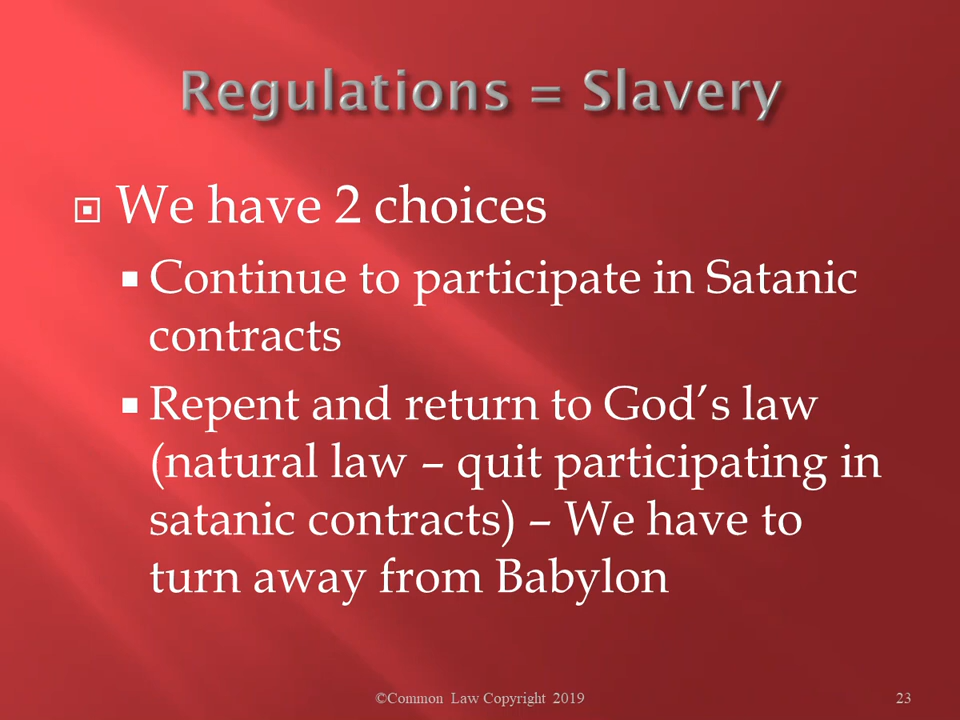 Regulations = Slavery
We have 2 choices
Continue to participate in Satanic
contracts
Repent and return to God’s law
(natural law – quit participating in
satanic contracts) – We have to
turn away from Babylon
©Common Law Copyright 2019
23